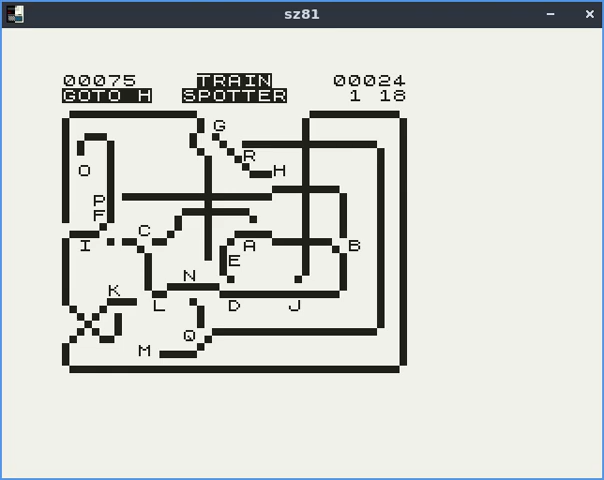 sz81
00075 TRAIN 00024
GOTO H SPOTTER 1 18
G
R
H
O
P
F
C
I A B
E
N
K
L D J
Q
M